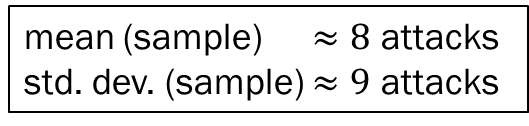 mean (sample) ≈ 8 attacks
std. dev. (sample) ≈ 9 attacks